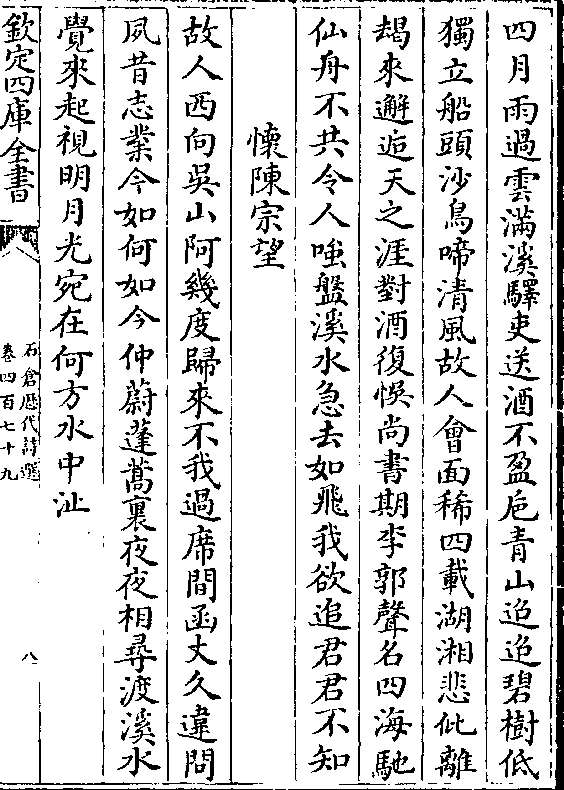 四月雨過雲滿溪驛吏送酒不盈巵青山迢迢碧樹低
獨立船頭沙鳥啼清風故人會面稀四載湖湘悲仳離
朅來邂逅天之涯對酒復悞尚書期李郭聲名四海馳
仙舟不共令人嗤盤溪水急去如飛我欲追君君不知
懷陳宗望
故人西向吳山阿幾度歸來不我過席間函丈久違問
夙昔志業今如何如今仲蔚蓬蒿裏夜夜相尋渡溪水
覺來起視明月光宛在何方水中沚
欽定四庫全書
石倉歴代詩選
卷四百七十九
八